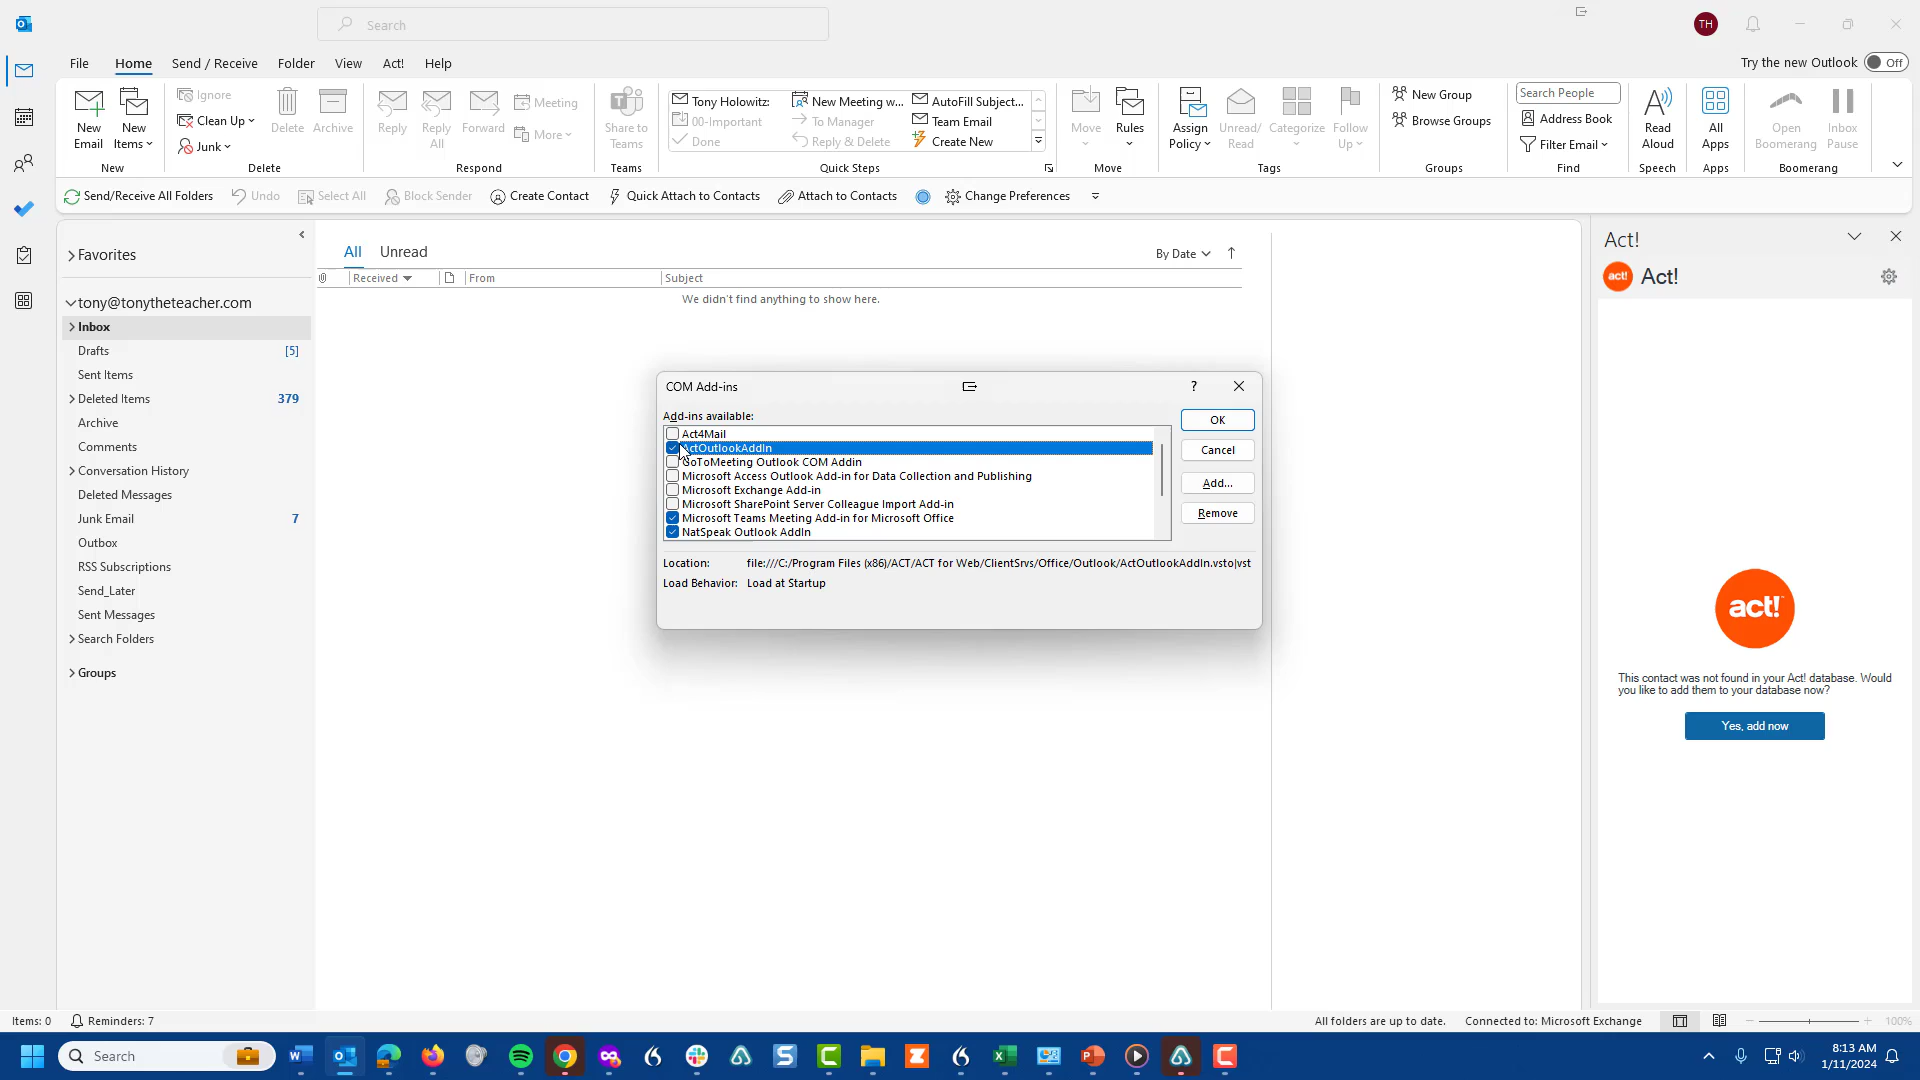 Search
TH
File Home Send / Receive Folder View Act! Help
Try the new Outlook Off
New Email
New Items
New
Ignore
Clean Up
Junk
Delete
Archive
Delete
Reply
Reply All
Forward
Meeting
More
Respond
Share to Teams
Teams
Tony Holowitz:
00-Important
Done
New Meeting w...
To Manager
Reply & Delete
AutoFill Subject...
Team Email
Create New
Quick Steps
Move
Rules
Move
Assign Policy
Unread/ Read
Categorize
Follow Up
Tags
New Group
Browse Groups
Groups
Search People
Address Book
Filter Email
Find
Read Aloud
Speech
All Apps
Apps
Open Boomerang
Inbox Pause
Boomerang
Send/Receive All Folders Undo Select All Block Sender Create Contact Quick Attach to Contacts Attach to Contacts Change Preferences
Favorites
tony@tonytheteacher.com
Inbox
Drafts [5]
Sent Items
Deleted Items 379
Archive
Comments
Conversation History
Deleted Messages
Junk Email 7
Outbox
RSS Subscriptions
Send_Later
Sent Messages
Search Folders
Groups
All Unread By Date
Received From Subject
We didn't find anything to show here.
COM Add-ins ?
Add-ins available:
Act4Mail
ActOutlookAddIn
GoToMeeting Outlook COM Addin
Microsoft Access Outlook Add-in for Data Collection and Publishing
Microsoft Exchange Add-in
Microsoft SharePoint Server Colleague Import Add-in
Microsoft Teams Meeting Add-in for Microsoft Office
NatSpeak Outlook AddIn
OK
Cancel
Add...
Remove
Location: file:///C:/Program Files (x86)/ACT/ACT for Web/ClientSrvs/Office/Outlook/ActOutlookAddIn.vsto|vst
Load Behavior: Load at Startup
Act!
act! Act!
act!
This contact was not found in your Act! database. Would
you like to add them to your database now?
Yes, add now
Items: 0 Reminders: 7 All folders are up to date. Connected to: Microsoft Exchange 100%
Search
8:13 AM
1/11/2024